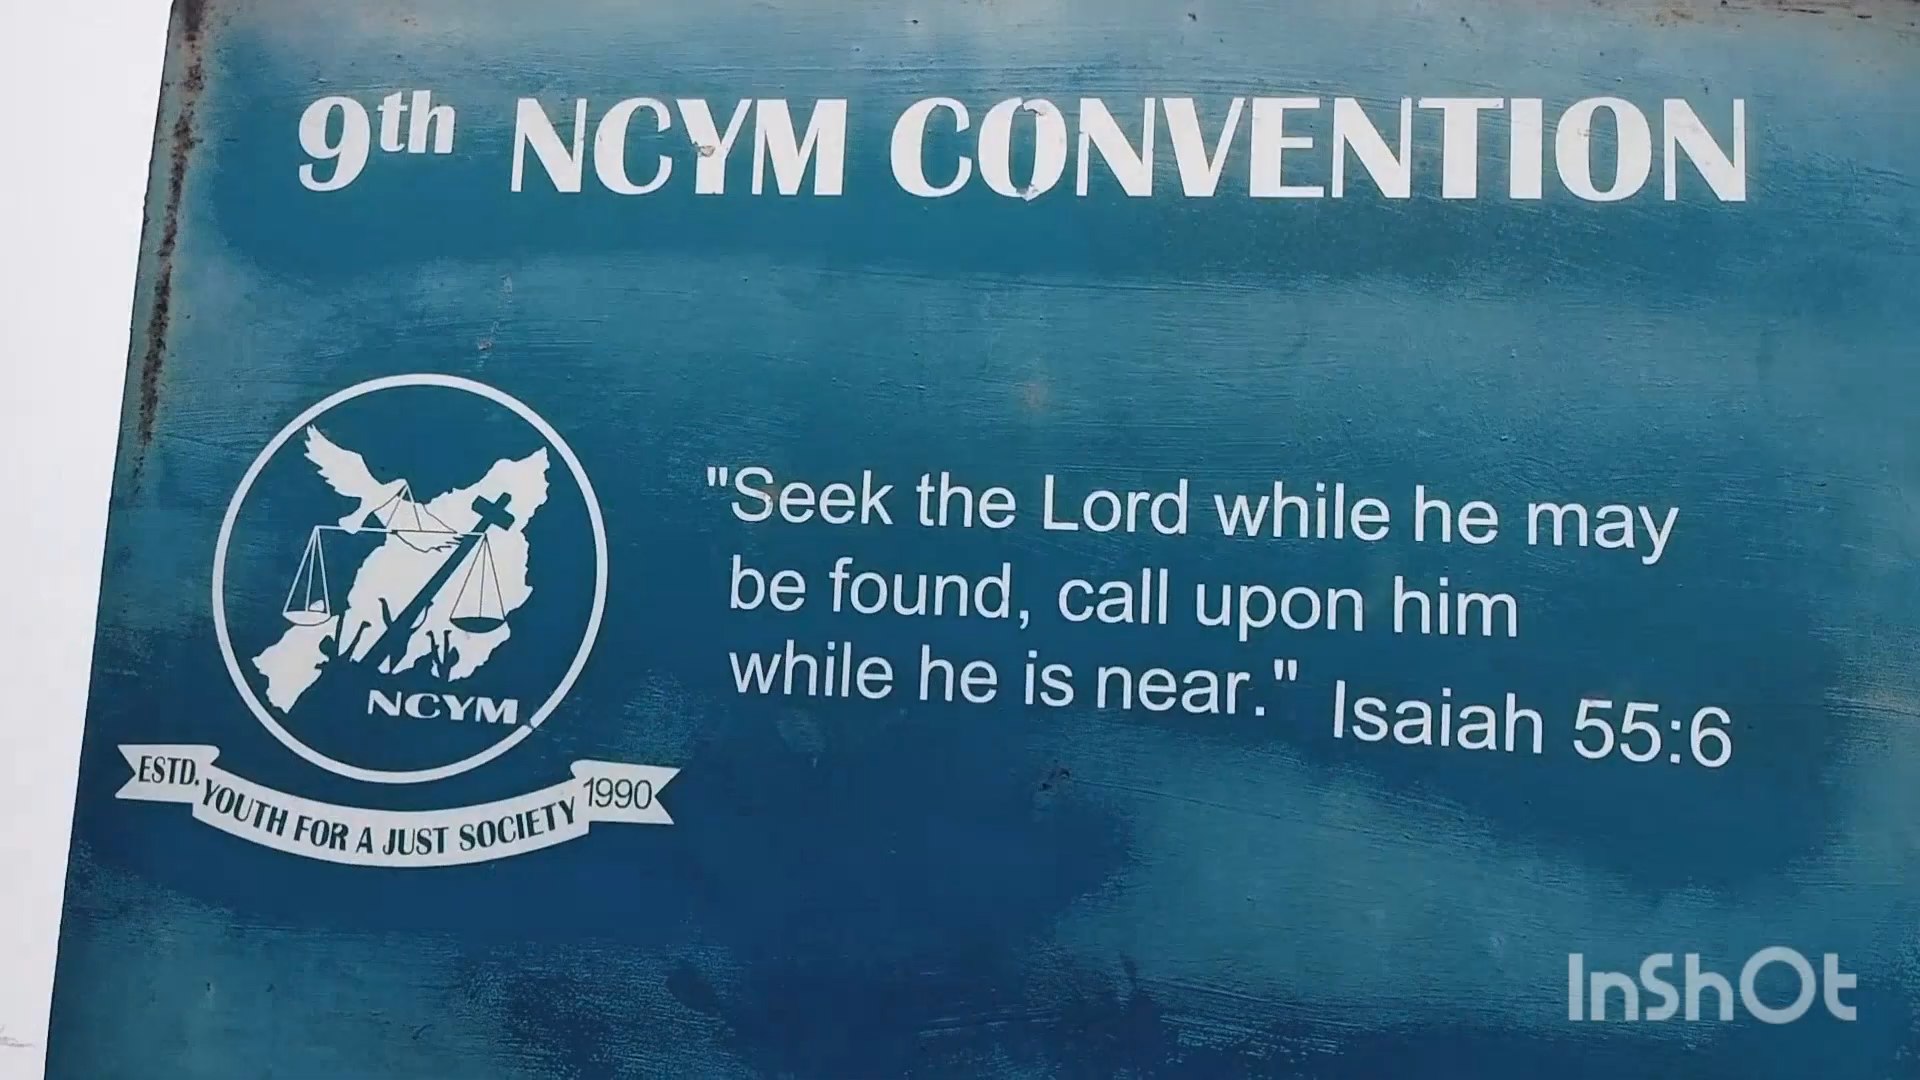 9th NCYM CONVENTION
"Seek the Lord while he may
be found, call upon him
while he is near." Isaiah 55:6
NCYM
ESTD. YOUTH FOR A JUST SOCIETY 1990
InShOt